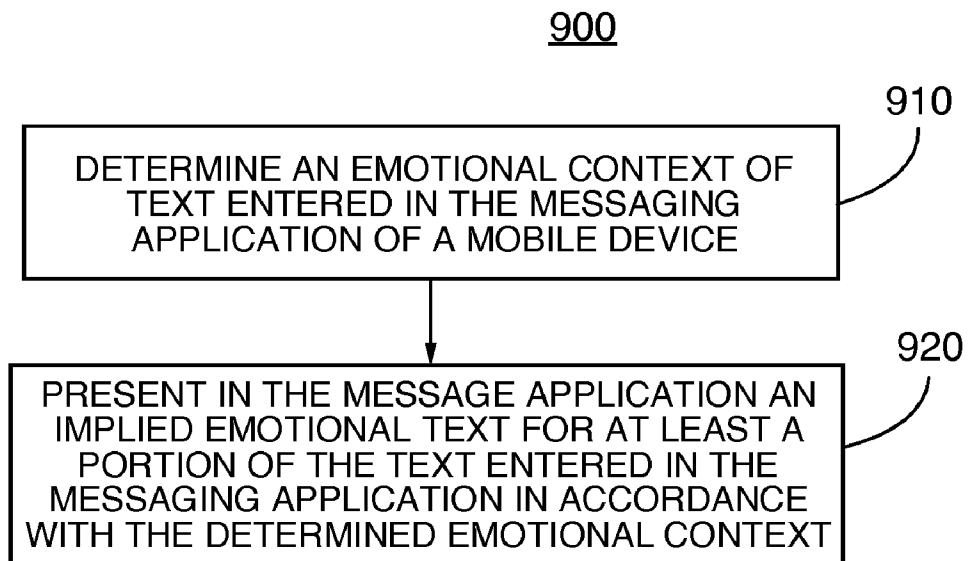 900
910
DETERMINE AN EMOTIONAL CONTEXT OF
TEXT ENTERED IN THE MESSAGING
APPLICATION OF A MOBILE DEVICE
920
PRESENT IN THE MESSAGE APPLICATION AN
IMPLIED EMOTIONAL TEXT FOR AT LEAST A
PORTION OF THE TEXT ENTERED IN THE
MESSAGING APPLICATION IN ACCORDANCE
WITH THE DETERMINED EMOTIONAL CONTEXT